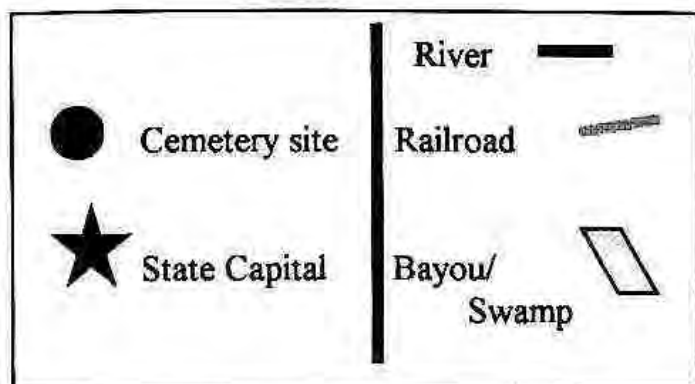 Cemetery site
State Capital
River
Railroad
Bayou/
Swamp